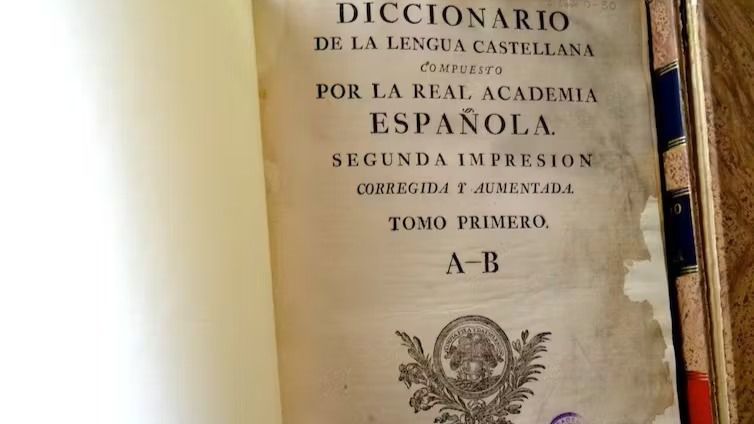 DICCIONARIO
DE LA LENGUA CASTELLANA
COMPUESTO
POR LA REAL ACADEMIA
ESPAÑOLA.
SEGUNDA IMPRESION
CORREGIDA Y AUMENTADA.
TOMO PRIMERO.
A–B